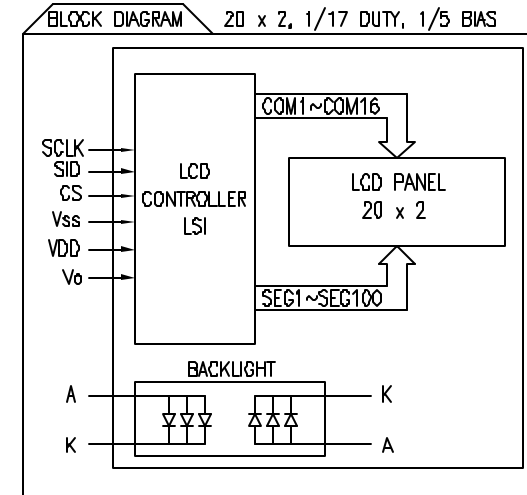 BLOCK DIAGRAM 20 x 2, 1/17 DUTY, 1/5 BIAS
COM1~COM16
SCLK
SID
CS
Vss
VDD
Vo
LCD
CONTROLLER
LSI
LCD PANEL
20 x 2
SEG1~SEG100
BACKLIGHT
A
K
K
A